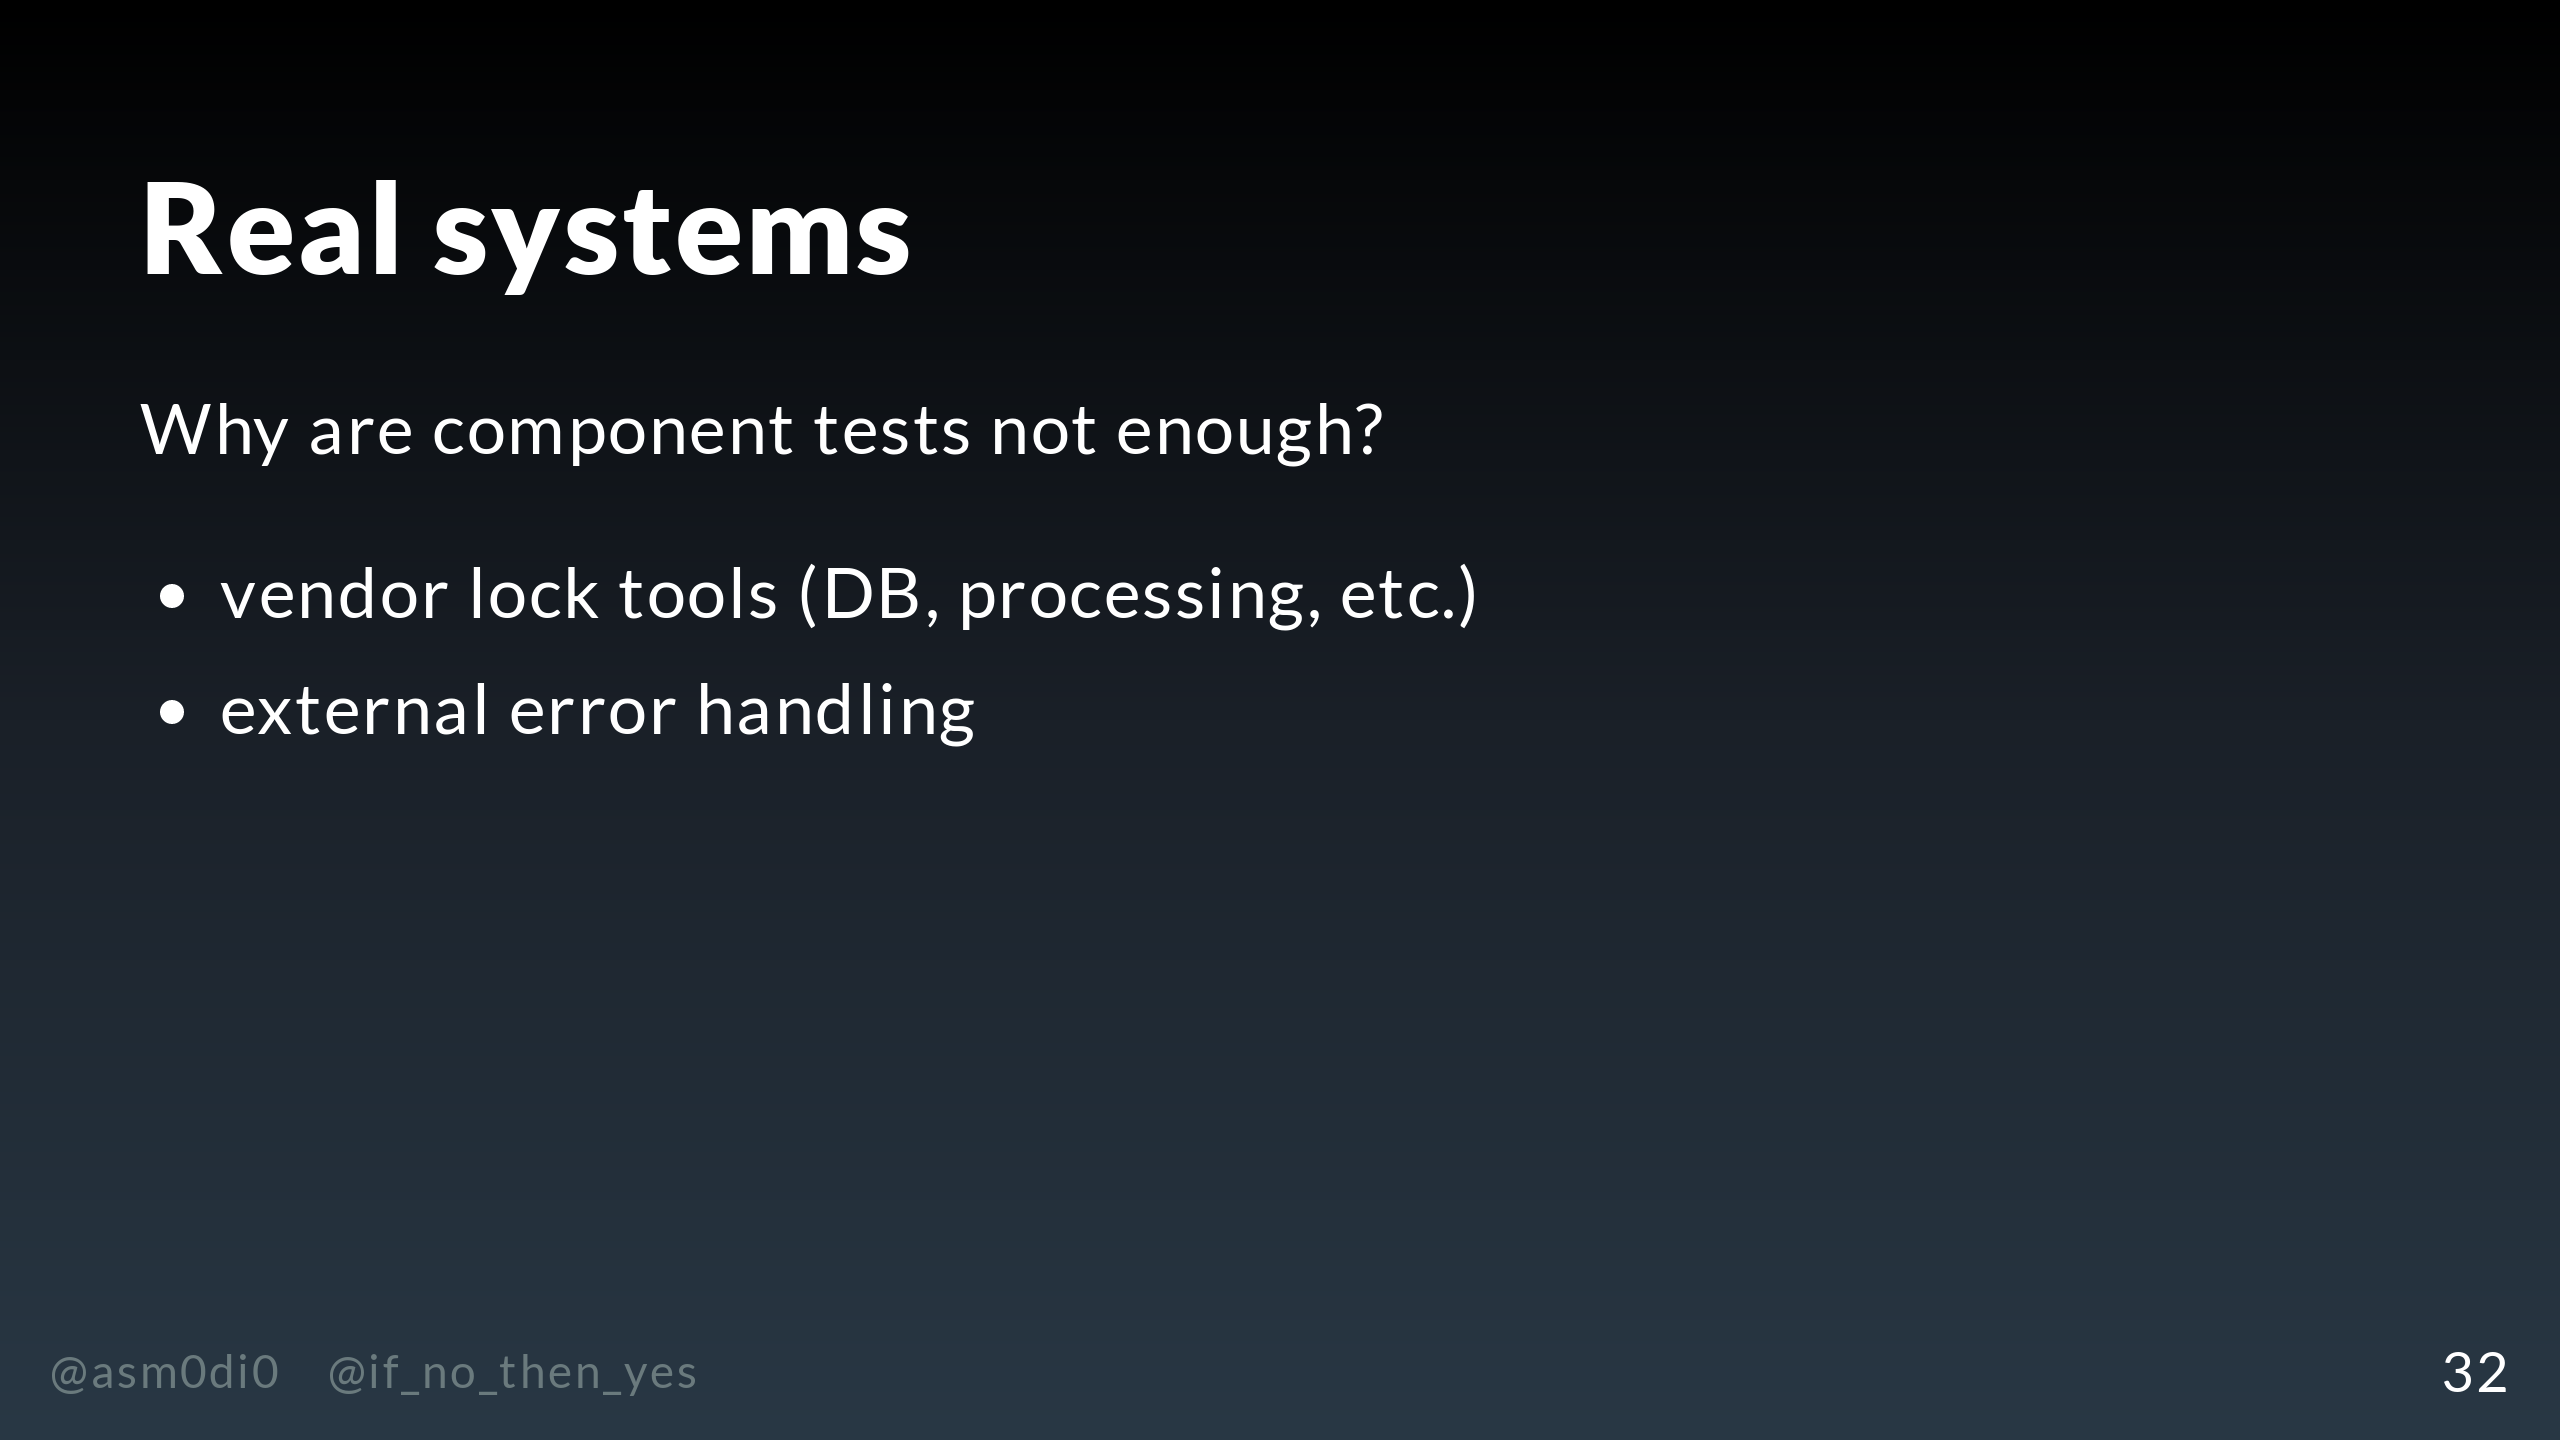 Real systems
Why are component tests not enough?
• vendor lock tools (DB, processing, etc.)
• external error handling
@asm0di0 @if_no_then_yes
32